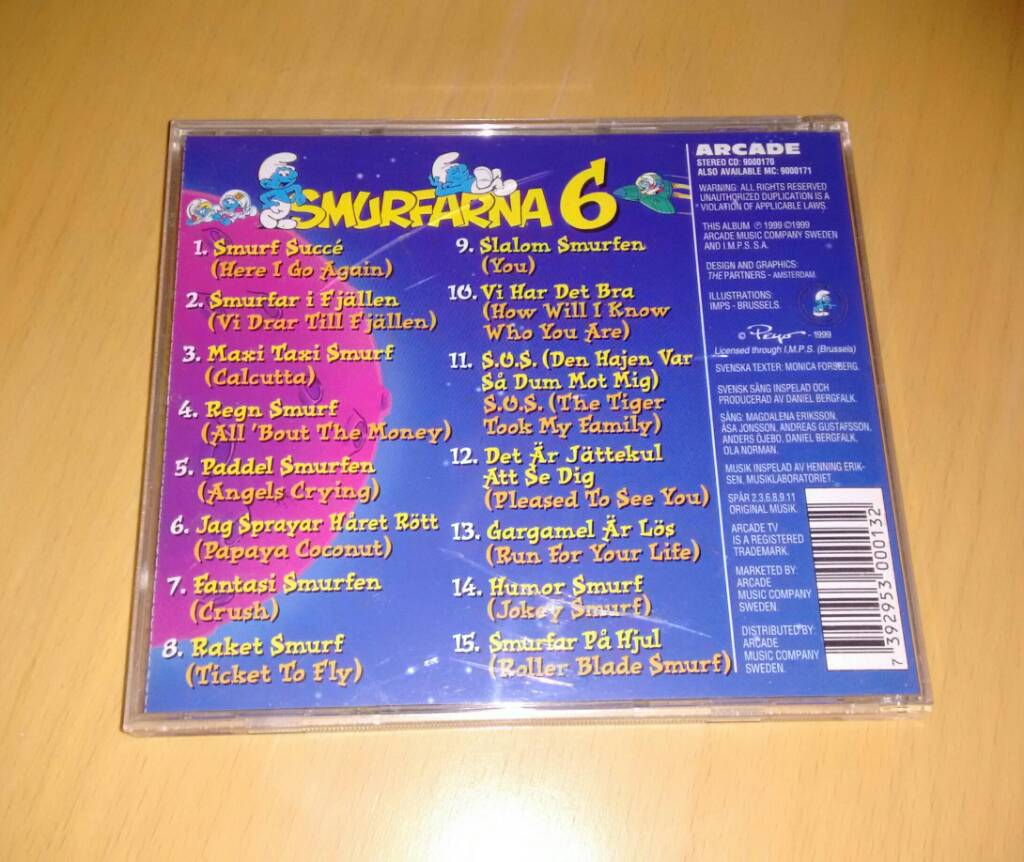 SMURFARNA 6
1. Smurf Succé
(Here I Go Again)
2. Smurfar i Fjällen
(Vi Drar Till Fjällen)
3. Maxi Taxi Smurf
(Calcutta)
4. Regn Smurf
(All 'Bout The Money)
5. Paddel Smurfen
(Angels Crying)
6. Jag Sprayar Håret Rött
(Papaya Coconut)
7. Fantasi Smurfen
(Crush)
8. Raket Smurf
(Ticket To Fly)
9. Slalom Smurfen
(You)
10. Vi Har Det Bra
(How Will I Know
Who You Are)
11. S.O.S. (Den Hajen Var
Så Dum Mot Mig)
S.O.S. (The Tiger
Took My Family)
12. Det Är Jättekul
Att Se Dig
(Pleased To See You)
13. Gargamel Är Lös
(Run For Your Life)
14. Humor Smurf
(Jokey Smurf)
15. Smurfar På Hjul
(Roller Blade Smurf)
ARCADE
STEREO CD: 9000170
ALSO AVAILABLE MC: 9000171
WARNING: ALL RIGHTS RESERVED
UNAUTHORIZED DUPLICATION IS A
VIOLATION OF APPLICABLE LAWS.
THIS ALBUM ℗ 1999 ©1999
ARCADE MUSIC COMPANY SWEDEN
AND I.M.P.S. S.A.
DESIGN AND GRAPHICS:
THE PARTNERS - AMSTERDAM.
ILLUSTRATIONS:
IMPS - BRUSSELS.
© Peyo - 1999
Licensed through I.M.P.S. (Brussels)
SVENSKA TEXTER: MONICA FORSBERG.
SVENSK SÅNG INSPELAD OCH
PRODUCERAD AV DANIEL BERGFALK.
SÅNG: MAGDALENA ERIKSSON,
ÅSA JONSSON, ANDREAS GUSTAFSSON,
ANDERS ÖJEBO, DANIEL BERGFALK,
OLA NORMAN.
MUSIK INSPELAD AV HENNING ERIK-
SEN, MUSIKLABORATORIET.
SPÅR 2,3,6,8,9,11
ORIGINAL MUSIK.
ARCADE TV
IS A REGISTERED
TRADEMARK.
MARKETED BY:
ARCADE
MUSIC COMPANY
SWEDEN.
DISTRIBUTED BY:
ARCADE
MUSIC COMPANY
SWEDEN.
7 392953 000132